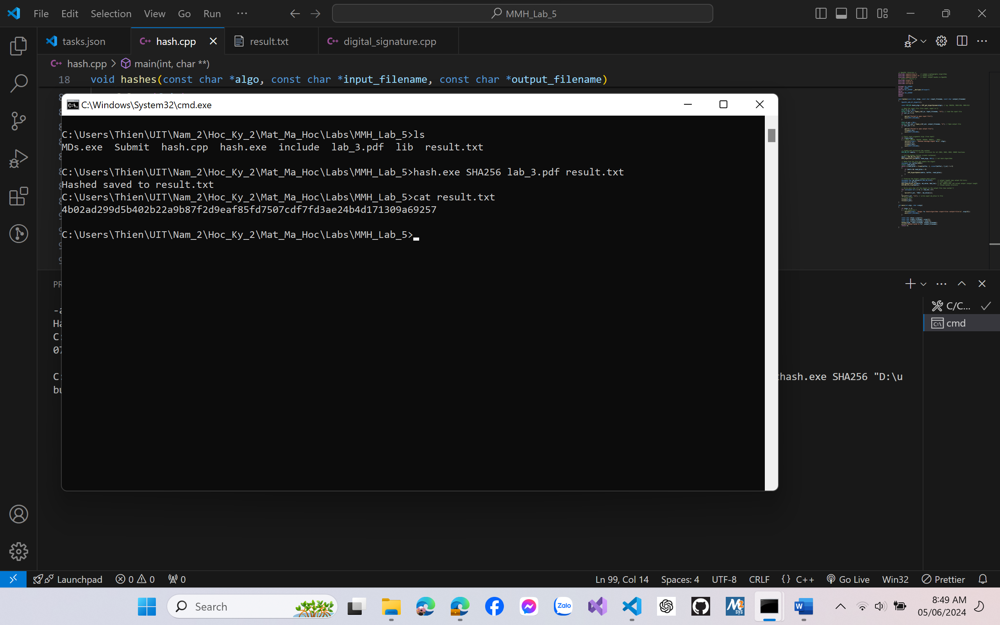 File Edit Selection View Go Run ···
MMH_Lab_5
tasks.json
hash.cpp
result.txt
digital_signature.cpp
hash.cpp > main(int, char **)
18 void hashes(const char *algo, const char *input_filename, const char *output_filename)
C:\Windows\System32\cmd.exe
C:\Users\Thien\UIT\Nam_2\Hoc_Ky_2\Mat_Ma_Hoc\Labs\MMH_Lab_5>ls
MDs.exe Submit hash.cpp hash.exe include lab_3.pdf lib result.txt
C:\Users\Thien\UIT\Nam_2\Hoc_Ky_2\Mat_Ma_Hoc\Labs\MMH_Lab_5>hash.exe SHA256 lab_3.pdf result.txt
Hashed saved to result.txt
C:\Users\Thien\UIT\Nam_2\Hoc_Ky_2\Mat_Ma_Hoc\Labs\MMH_Lab_5>cat result.txt
4b02ad299d5b402b22a9b87f2d9eaf85fd7507cdf7fd3ae24b4d171309a69257
C:\Users\Thien\UIT\Nam_2\Hoc_Ky_2\Mat_Ma_Hoc\Labs\MMH_Lab_5>
C/C...
cmd
hash.exe SHA256 "D:\u
Launchpad 0 0 0
Ln 99, Col 14 Spaces: 4 UTF-8 CRLF {} C++ Go Live Win32 Prettier
Search
Zalo
8:49 AM
05/06/2024